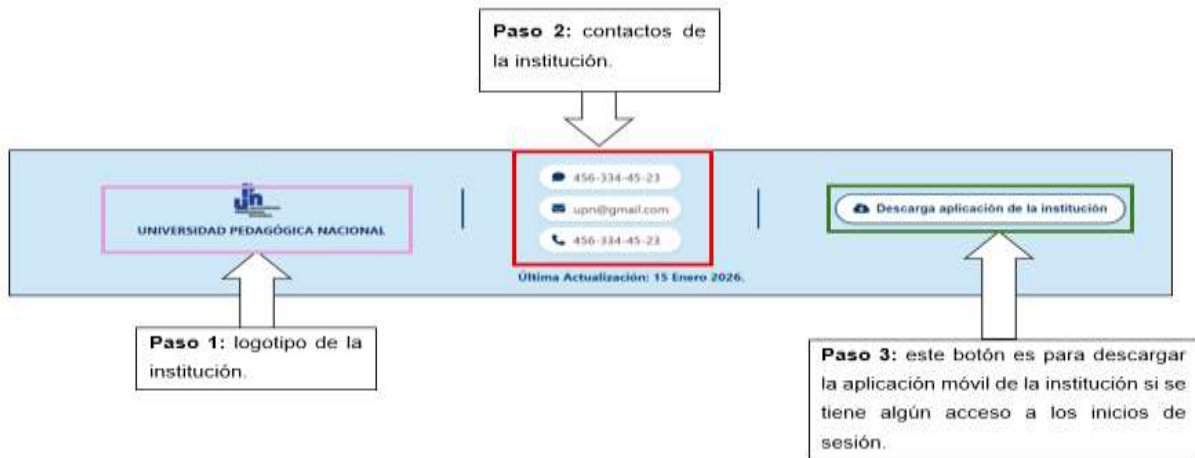 Paso 2: contactos de
la institución.
456-334-45-23
upn@gmail.com
456-334-45-23
UNIVERSIDAD PEDAGÓGICA NACIONAL
Descarga aplicación de la institución
Última Actualización: 15 Enero 2026.
Paso 1: logotipo de la
institución.
Paso 3: este botón es para descargar
la aplicación móvil de la institución si se
tiene algún acceso a los inicios de
sesión.